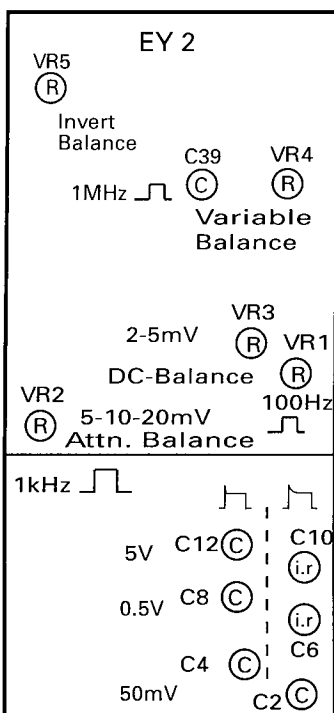 EY 2
VR5
R
Invert
Balance
C39 VR4
1MHz C R
Variable
Balance
VR3
2-5mV R VR1
DC-Balance R
VR2 100Hz
R 5-10-20mV
Attn. Balance
1kHz
5V C12 C C10
i.r
0.5V C8 C i.r
C6
C4 C
50mV C2 C